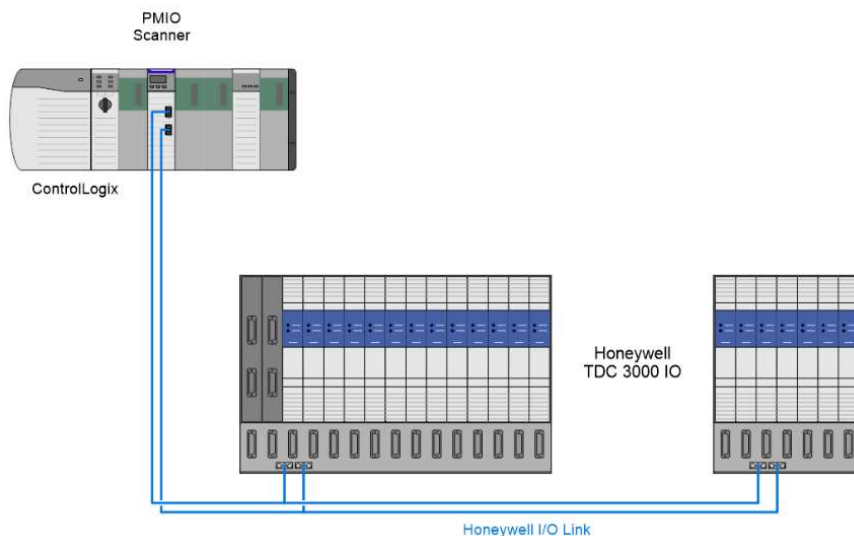 PMIO
Scanner
ControlLogix
Honeywell
TDC 3000 IO
Honeywell I/O Link